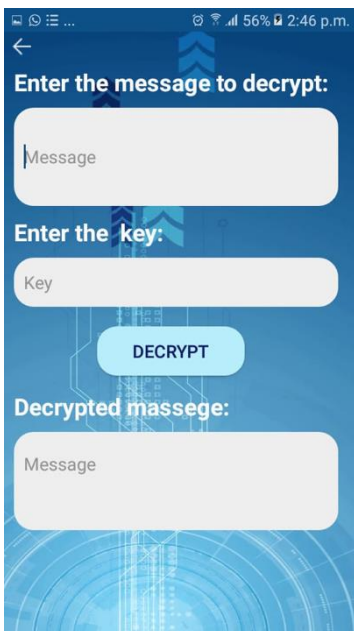 56% 2:46 p.m.
Enter the message to decrypt:
Message
Enter the key:
Key
DECRYPT
Decrypted massege:
Message